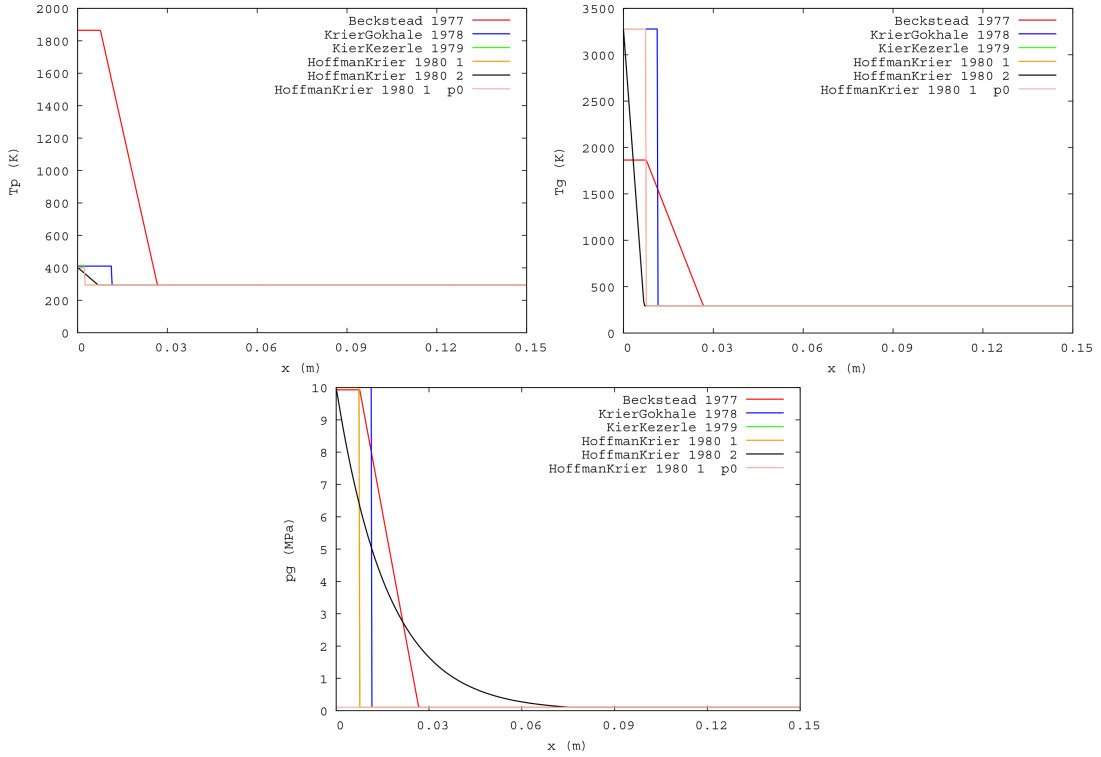 2000
1800
1600
1400
1200
1000
800
600
400
200
0
Tp (K)
0 0.03 0.06 0.09 0.12 0.15
x (m)
Beckstead 1977
KrierGokhale 1978
KierKezerle 1979
HoffmanKrier 1980 1
HoffmanKrier 1980 2
HoffmanKrier 1980 1 p0
3500
3000
2500
2000
1500
1000
500
0
Tg (K)
0 0.03 0.06 0.09 0.12 0.15
x (m)
Beckstead 1977
KrierGokhale 1978
KierKezerle 1979
HoffmanKrier 1980 1
HoffmanKrier 1980 2
HoffmanKrier 1980 1 p0
10
9
8
7
6
5
4
3
2
1
0
pg (MPa)
0 0.03 0.06 0.09 0.12 0.15
x (m)
Beckstead 1977
KrierGokhale 1978
KierKezerle 1979
HoffmanKrier 1980 1
HoffmanKrier 1980 2
HoffmanKrier 1980 1 p0